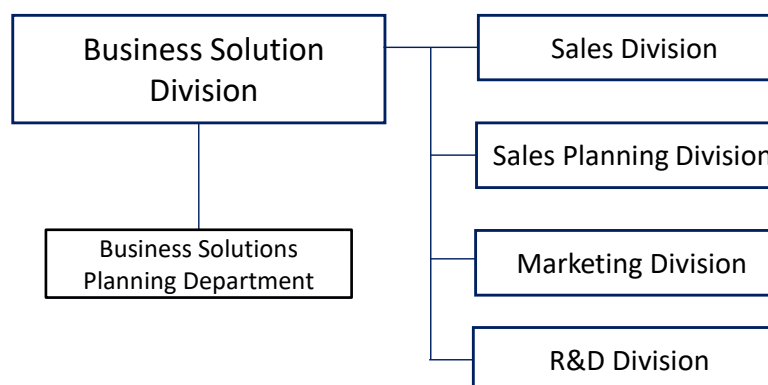 Business Solution
Division
Business Solutions
Planning Department
Sales Division
Sales Planning Division
Marketing Division
R&D Division